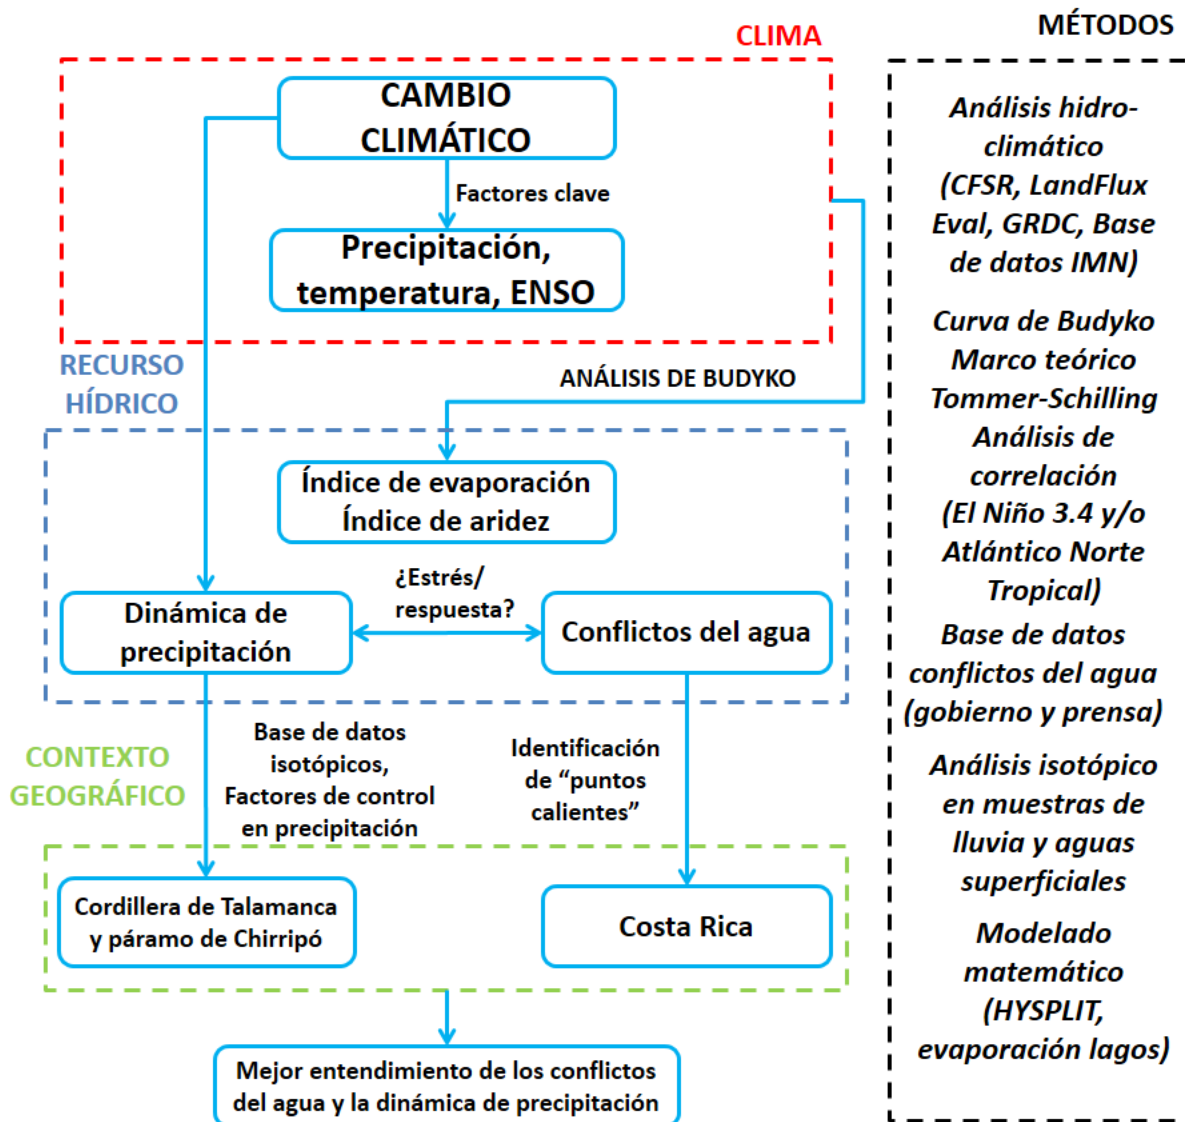 CLIMA
CAMBIO
CLIMÁTICO
Factores clave
Precipitación,
temperatura, ENSO
RECURSO
HÍDRICO
ANÁLISIS DE BUDYKO
Índice de evaporación
Índice de aridez
¿Estrés/
respuesta?
Dinámica de
precipitación
Conflictos del agua
Base de datos
isotópicos,
Factores de control
en precipitación
Identificación
de “puntos
calientes”
CONTEXTO
GEOGRÁFICO
Cordillera de Talamanca
y páramo de Chirripó
Costa Rica
Mejor entendimiento de los conflictos
del agua y la dinámica de precipitación
MÉTODOS
Análisis hidro-
climático
(CFSR, LandFlux
Eval, GRDC, Base
de datos IMN)
Curva de Budyko
Marco teórico
Tommer-Schilling
Análisis de
correlación
(El Niño 3.4 y/o
Atlántico Norte
Tropical)
Base de datos
conflictos del agua
(gobierno y prensa)
Análisis isotópico
en muestras de
lluvia y aguas
superficiales
Modelado
matemático
(HYSPLIT,
evaporación lagos)